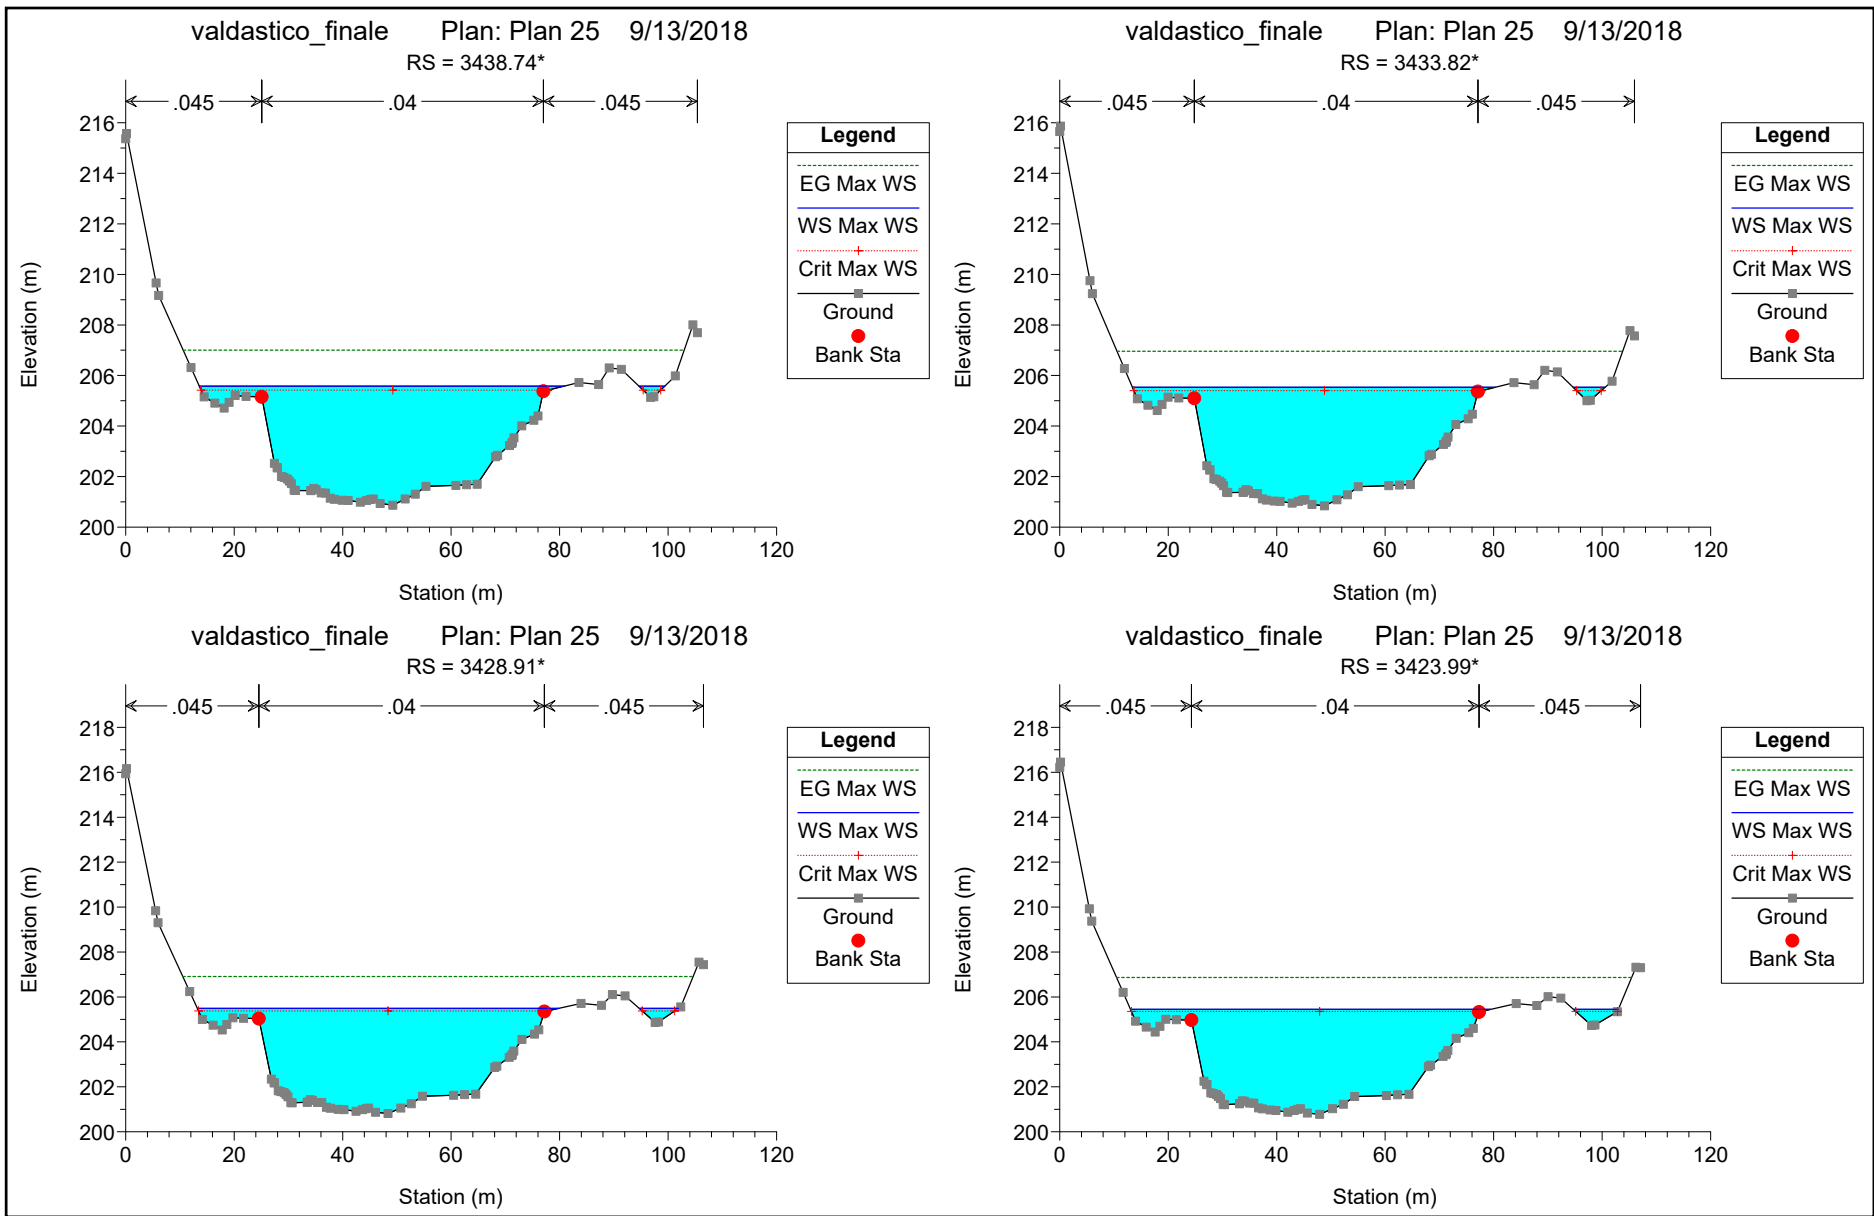 valdastico_finale Plan: Plan 25 9/13/2018
RS = 3438.74*
.045 .04 .045
216
214
212
210
208
206
204
202
200
Elevation (m)
0 20 40 60 80 100 120
Station (m)
Legend
EG Max WS
WS Max WS
Crit Max WS
Ground
Bank Sta
valdastico_finale Plan: Plan 25 9/13/2018
RS = 3433.82*
.045 .04 .045
216
214
212
210
208
206
204
202
200
Elevation (m)
0 20 40 60 80 100 120
Station (m)
Legend
EG Max WS
WS Max WS
Crit Max WS
Ground
Bank Sta
valdastico_finale Plan: Plan 25 9/13/2018
RS = 3428.91*
.045 .04 .045
218
216
214
212
210
208
206
204
202
200
Elevation (m)
0 20 40 60 80 100 120
Station (m)
Legend
EG Max WS
WS Max WS
Crit Max WS
Ground
Bank Sta
valdastico_finale Plan: Plan 25 9/13/2018
RS = 3423.99*
.045 .04 .045
218
216
214
212
210
208
206
204
202
200
Elevation (m)
0 20 40 60 80 100 120
Station (m)
Legend
EG Max WS
WS Max WS
Crit Max WS
Ground
Bank Sta